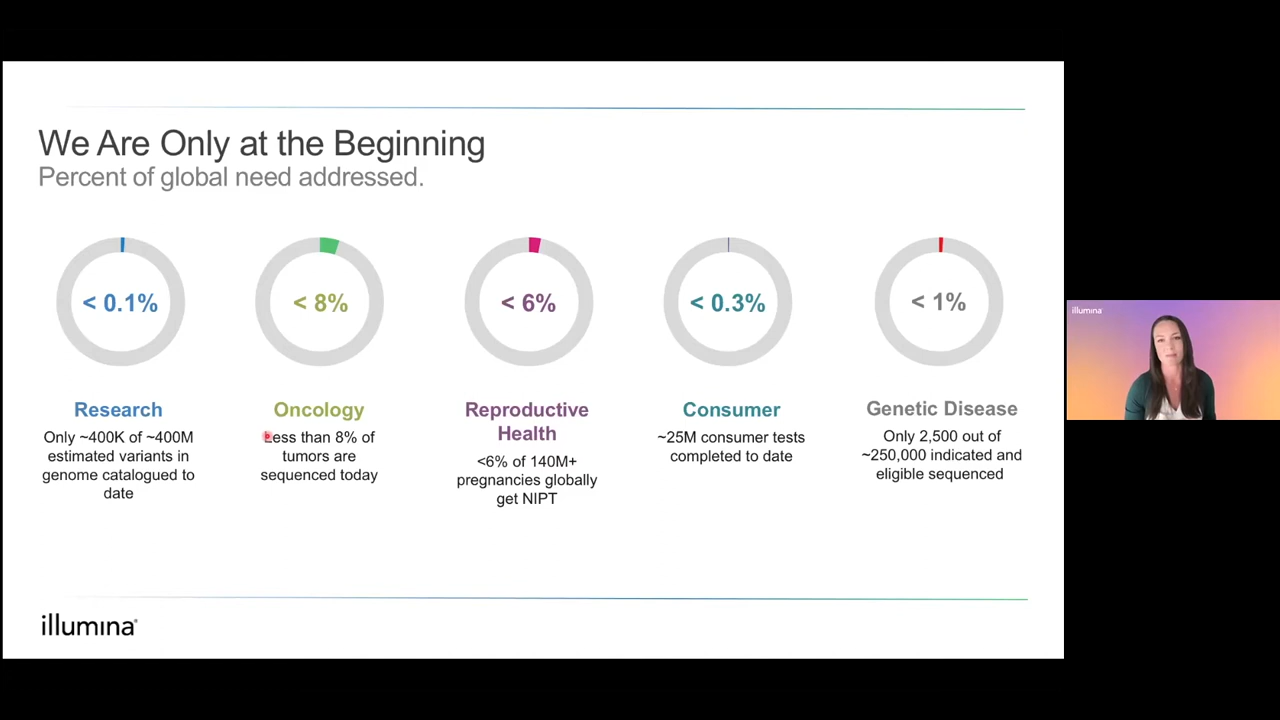 We Are Only at the Beginning
Percent of global need addressed.
< 0.1%
< 8%
< 6%
< 0.3%
< 1%
Research
Only ~400K of ~400M
estimated variants in
genome catalogued to
date
Oncology
Less than 8% of
tumors are
sequenced today
Reproductive
Health
<6% of 140M+
pregnancies globally
get NIPT
Consumer
~25M consumer tests
completed to date
Genetic Disease
Only 2,500 out of
~250,000 indicated and
eligible sequenced
illumina
illumina